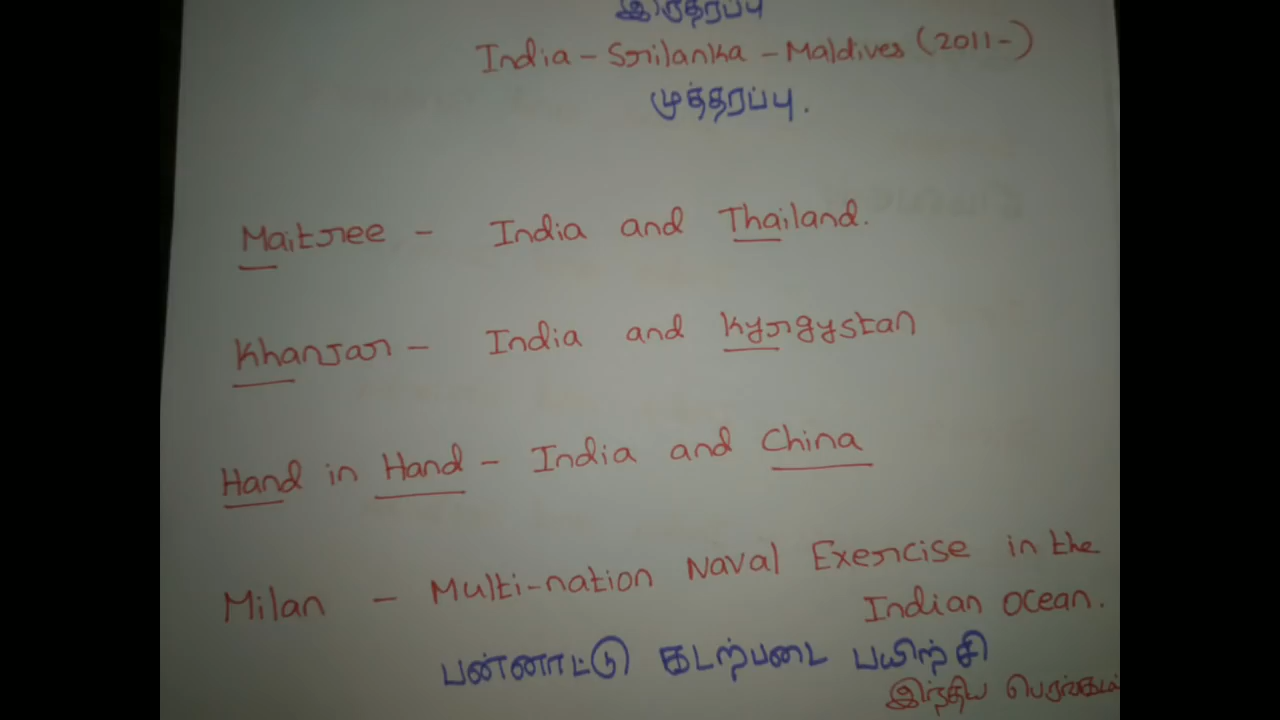 இருதரப்பு
India - Srilanka - Maldives (2011-)
முத்தரப்பு.
Maitree - India and Thailand.
Khanjar - India and Kyrgystan
Hand in Hand - India and China
Milan - Multi-nation Naval Exercise in the
Indian Ocean.
பன்னாட்டு கடற்படை பயிற்சி
இந்திய பெருங்கடல்